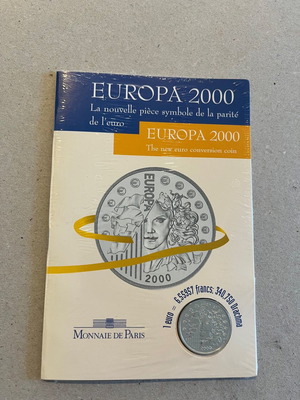 EUROPA 2000
La nouvelle pièce symbole de la parité
de l'euro
EUROPA 2000
The new euro conversion coin
EUROPA
2000
1 euro = 6,55957 francs; 340,750 Drachma
MONNAIE DE PARIS